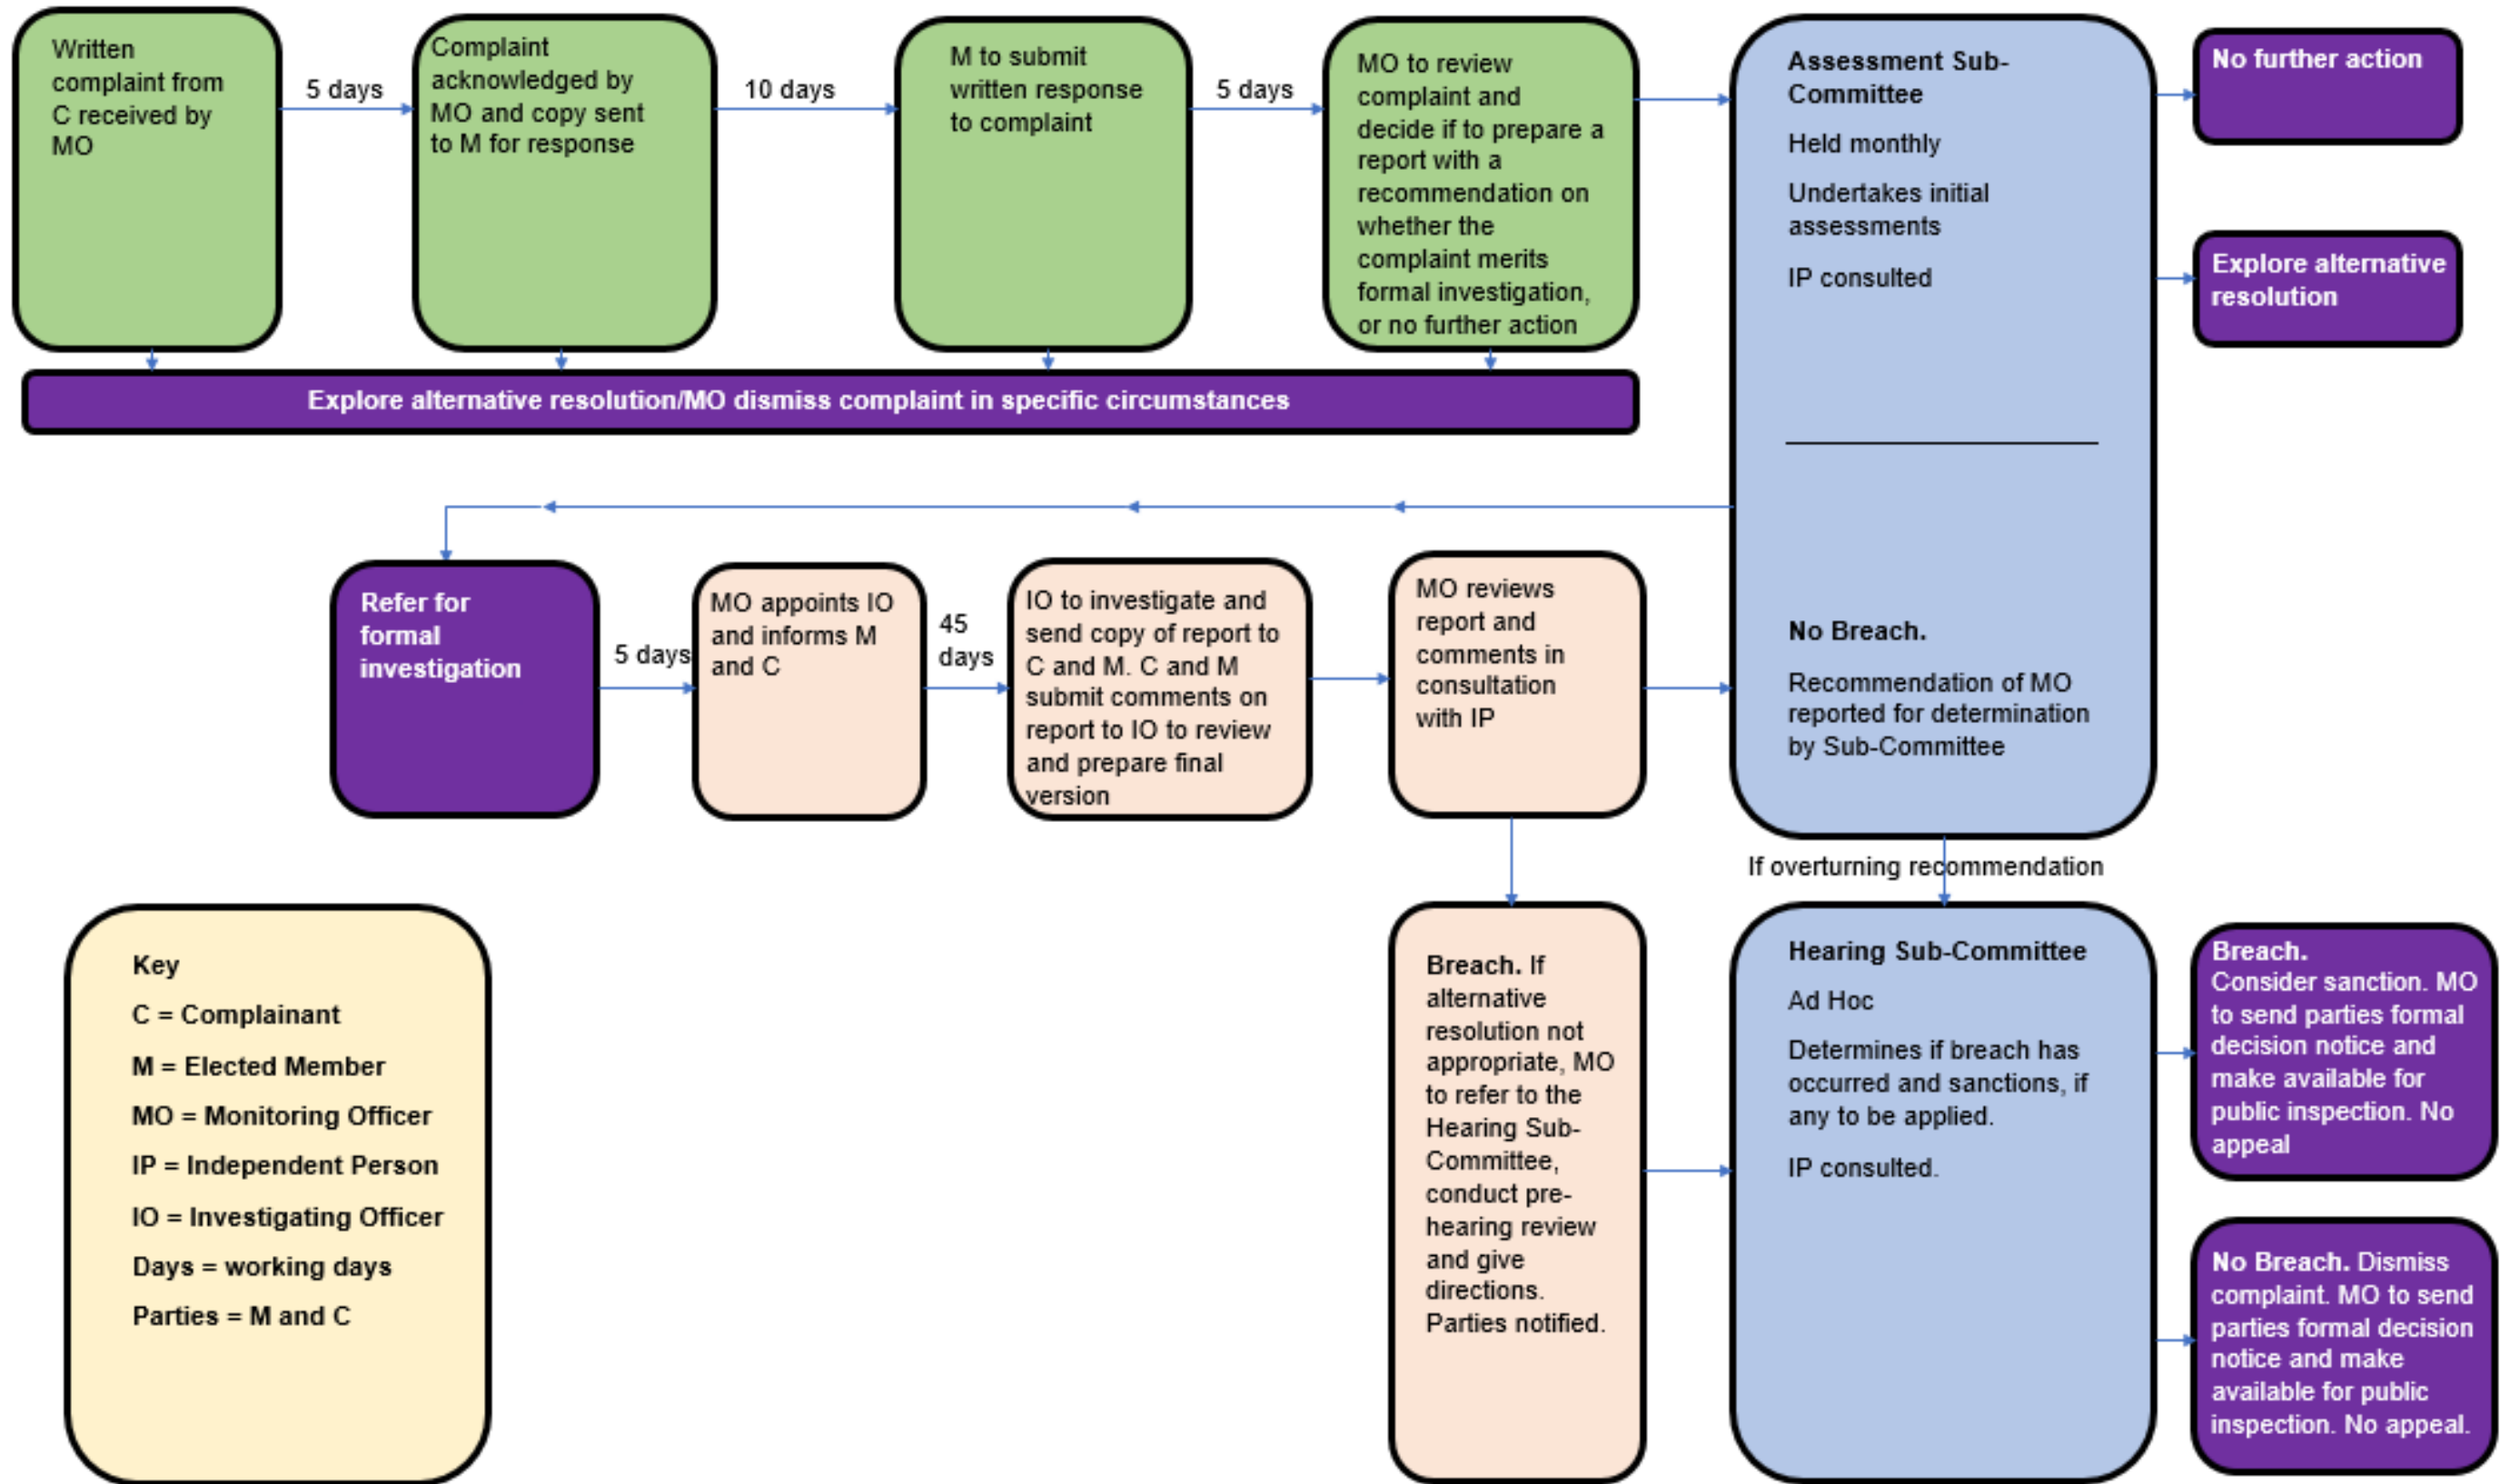 Written
complaint from
C received by
MO
5 days
Complaint
acknowledged by
MO and copy sent
to M for response
10 days
M to submit
written response
to complaint
5 days
MO to review
complaint and
decide if to prepare a
report with a
recommendation on
whether the
complaint merits
formal investigation,
or no further action
Assessment Sub-
Committee
Held monthly
Undertakes initial
assessments
IP consulted
No further action
Explore alternative
resolution
Explore alternative resolution/MO dismiss complaint in specific circumstances
Refer for
formal
investigation
5 days
MO appoints IO
and informs M
and C
45
days
IO to investigate and
send copy of report to
C and M. C and M
submit comments on
report to IO to review
and prepare final
version
MO reviews
report and
comments in
consultation
with IP
No Breach.
Recommendation of MO
reported for determination
by Sub-Committee
If overturning recommendation
Key
C = Complainant
M = Elected Member
MO = Monitoring Officer
IP = Independent Person
IO = Investigating Officer
Days = working days
Parties = M and C
Breach. If
alternative
resolution not
appropriate, MO
to refer to the
Hearing Sub-
Committee,
conduct pre-
hearing review
and give
directions.
Parties notified.
Hearing Sub-Committee
Ad Hoc
Determines if breach has
occurred and sanctions, if
any to be applied.
IP consulted.
Breach.
Consider sanction. MO
to send parties formal
decision notice and
make available for
public inspection. No
appeal
No Breach. Dismiss
complaint. MO to send
parties formal decision
notice and make
available for public
inspection. No appeal.